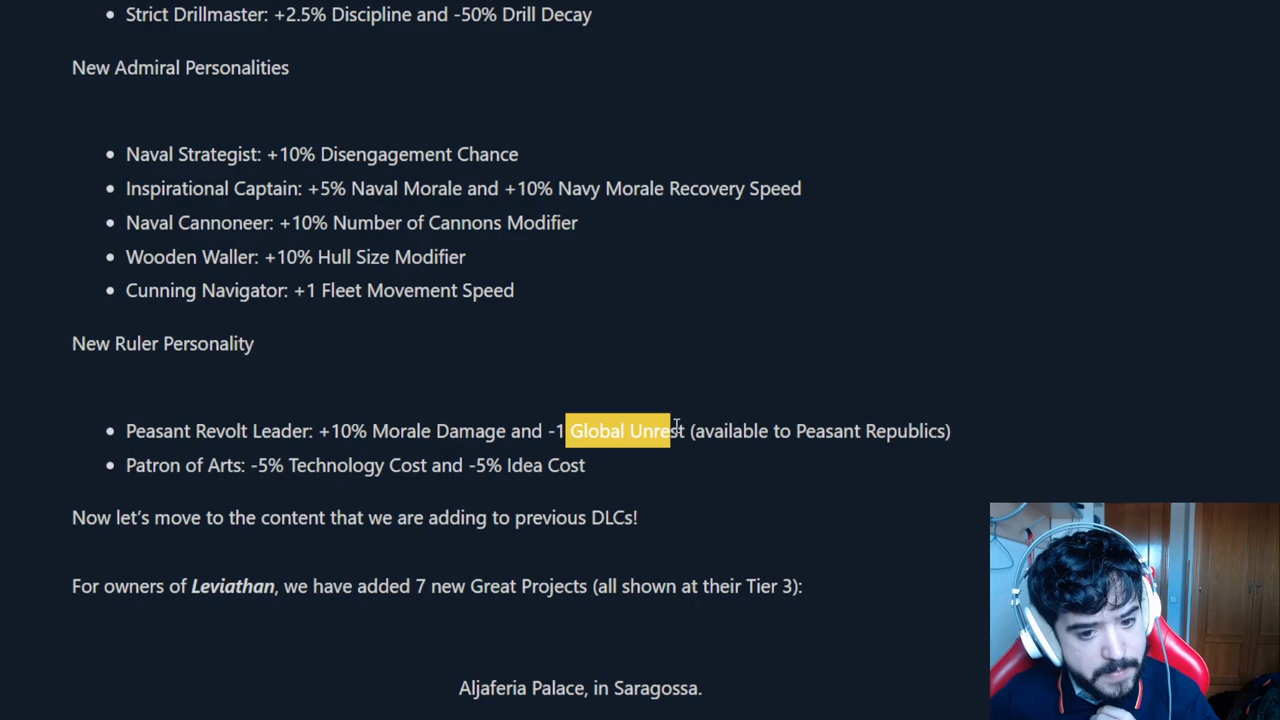 Strict Drillmaster: +2.5% Discipline and -50% Drill Decay
New Admiral Personalities
Naval Strategist: +10% Disengagement Chance
Inspirational Captain: +5% Naval Morale and +10% Navy Morale Recovery Speed
Naval Cannoneer: +10% Number of Cannons Modifier
Wooden Waller: +10% Hull Size Modifier
Cunning Navigator: +1 Fleet Movement Speed
New Ruler Personality
Peasant Revolt Leader: +10% Morale Damage and -1 Global Unrest (available to Peasant Republics)
Patron of Arts: -5% Technology Cost and -5% Idea Cost
Now let’s move to the content that we are adding to previous DLCs!
For owners of Leviathan, we have added 7 new Great Projects (all shown at their Tier 3):
Aljaferia Palace, in Saragossa.